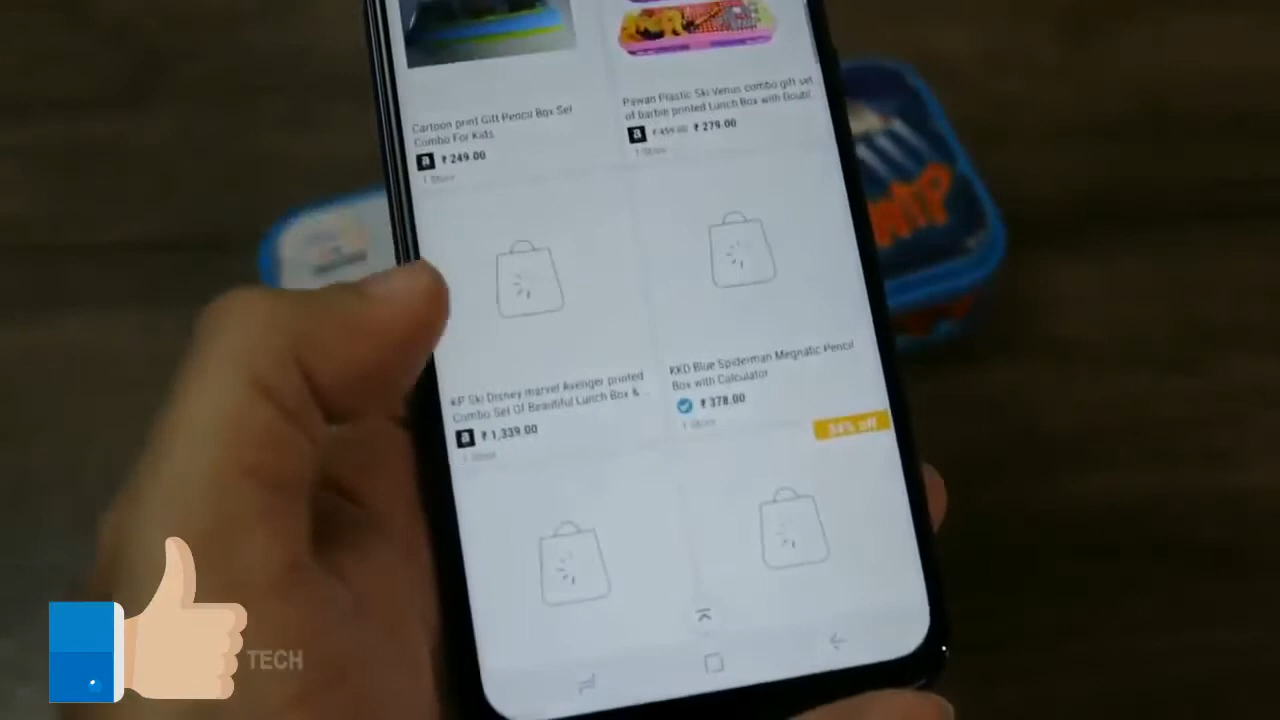 Cartoon print Gift Pencil Box Set
Combo For Kids
a ₹ 249.00
1 Store
Pawan Plastic Ski Venus combo gift set
of barbie printed Lunch Box with Doubl
a ₹ 459.00 ₹ 279.00
1 Store
KP Ski Disney marvel Avenger printed
Combo Set Of Beautiful Lunch Box & ...
a ₹ 1,339.00
1 Store
KKD Blue Spiderman Megnatic Pencil
Box with Calculator
₹ 378.00
1 Store
54% off
TECH